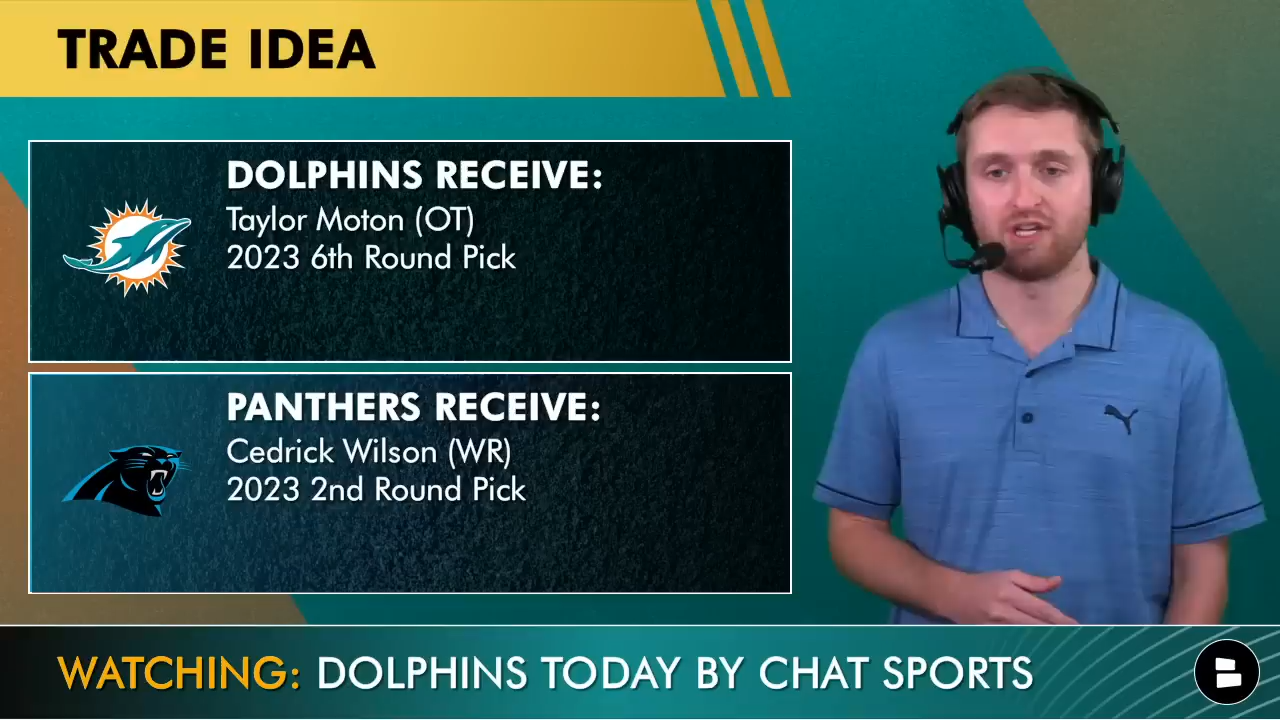 TRADE IDEA
DOLPHINS RECEIVE:
Taylor Moton (OT)
2023 6th Round Pick
PANTHERS RECEIVE:
Cedrick Wilson (WR)
2023 2nd Round Pick
WATCHING: DOLPHINS TODAY BY CHAT SPORTS